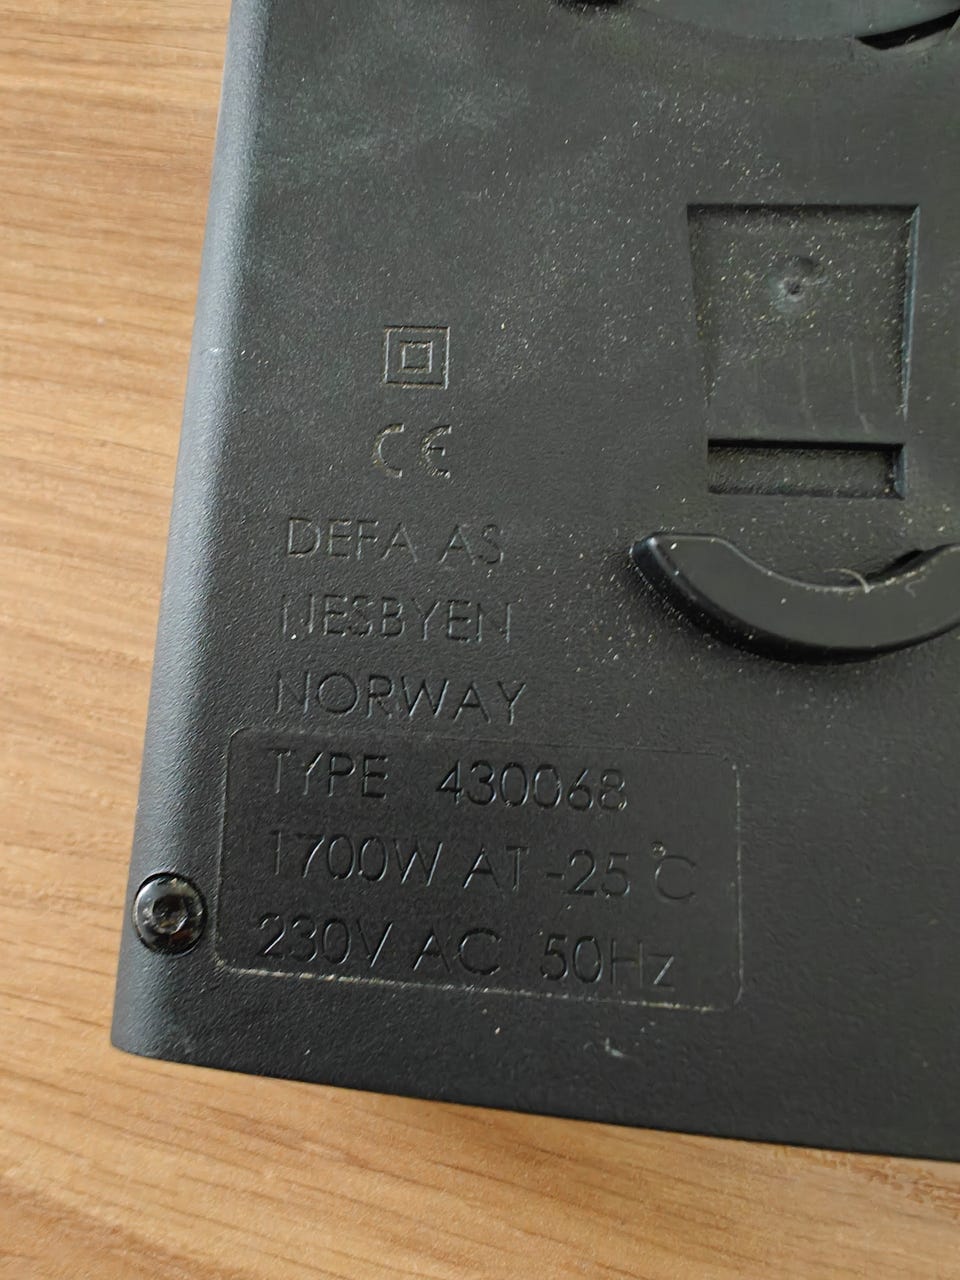 CE
DEFA AS
NESBYEN
NORWAY
TYPE 430068
1700W AT -25 °C
230V AC 50Hz